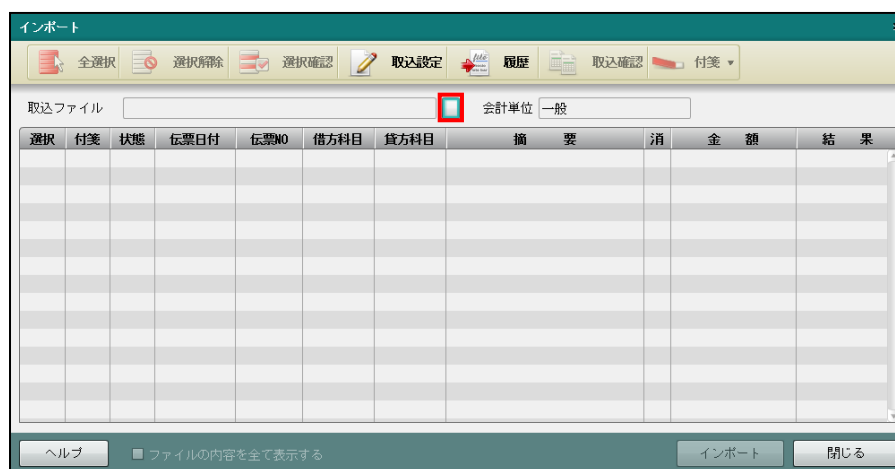 インポート
全選択 選択解除 選択確認 取込設定 履歴 取込確認 付箋
取込ファイル 会計単位 一般
選択 付箋 状態 伝票日付 伝票NO 借方科目 貸方科目 摘 要 消 金 額 結 果
ヘルプ ファイルの内容を全て表示する インポート 閉じる